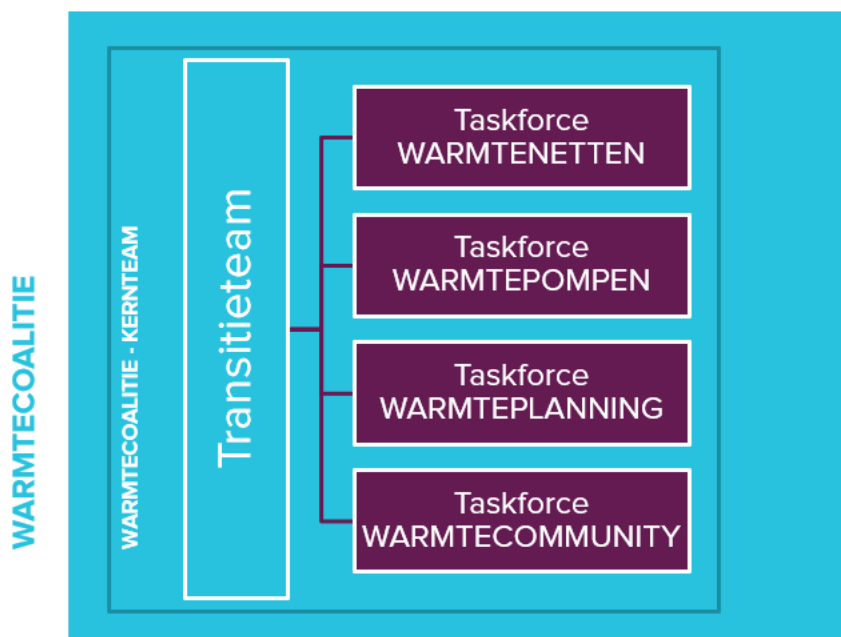 WARMTECOALITIE
WARMTECOALITIE - KERNTEAM
Transitieteam
Taskforce
WARMTENETTEN
Taskforce
WARMTEPOMPEN
Taskforce
WARMTEPLANNING
Taskforce
WARMTECOMMUNITY